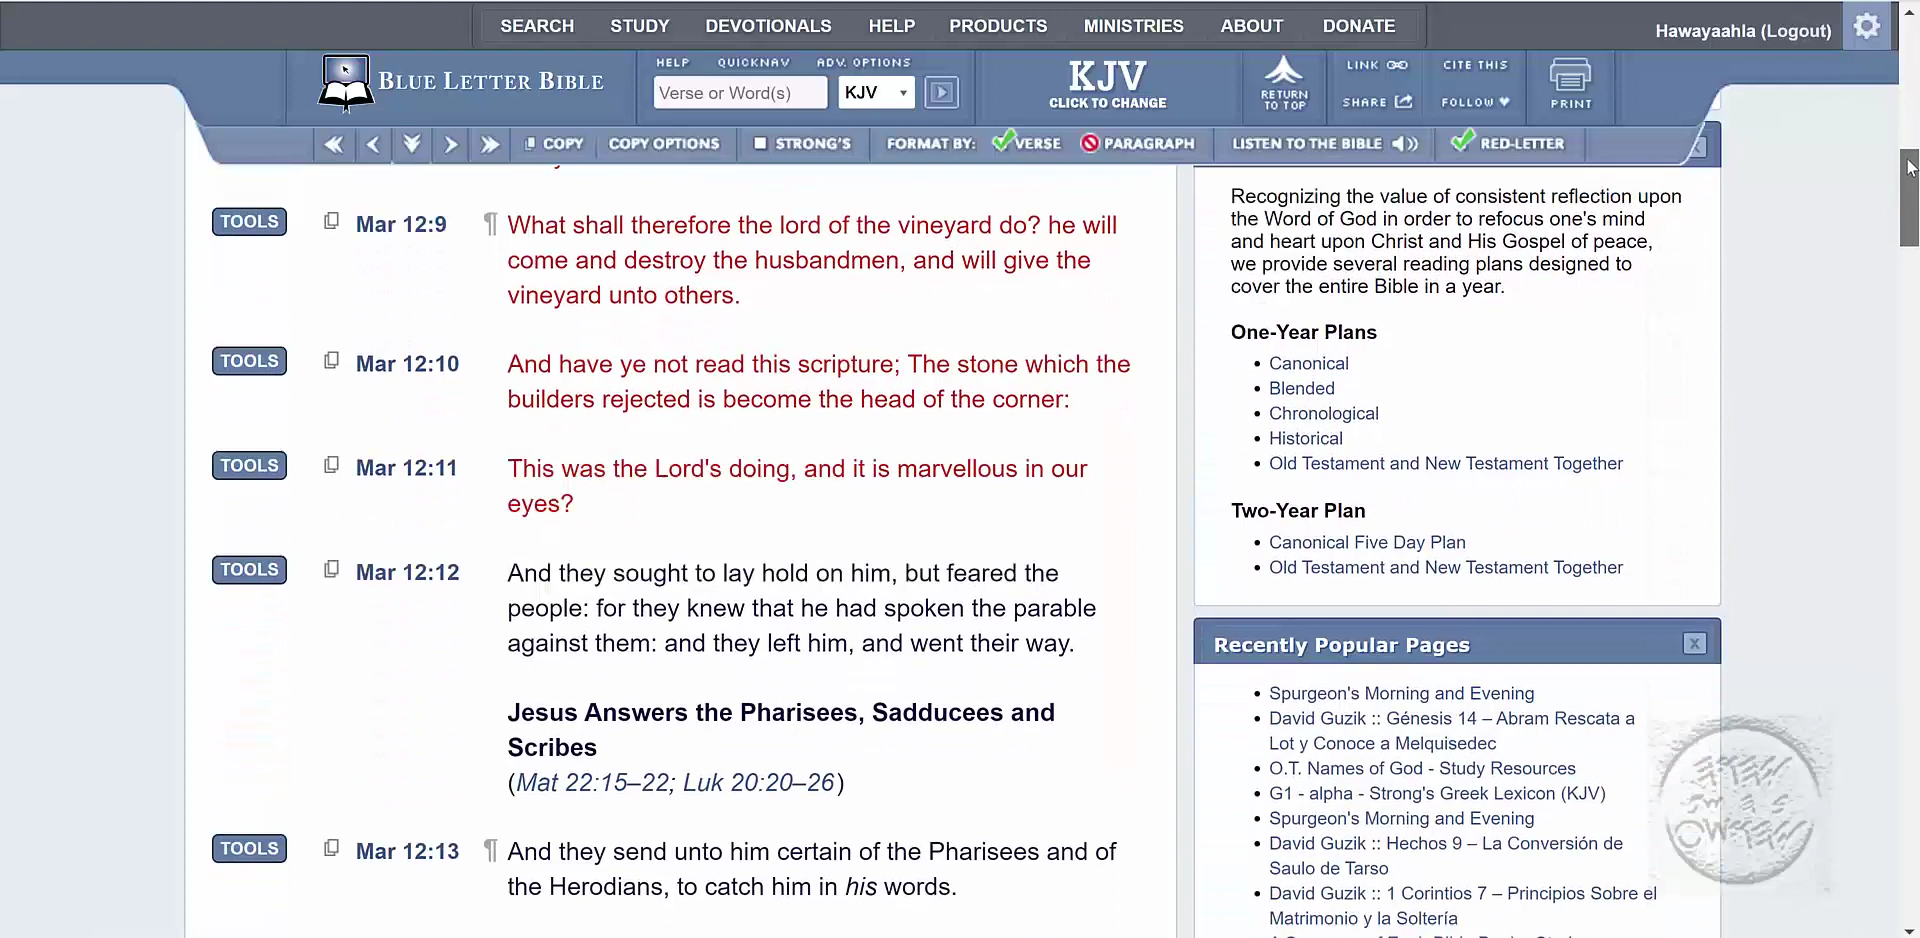 SEARCH STUDY DEVOTIONALS HELP PRODUCTS MINISTRIES ABOUT DONATE
Hawayaahla (Logout)
BLUE LETTER BIBLE
HELP QUICKNAV ADV. OPTIONS
Verse or Word(s) KJV
KJV
CLICK TO CHANGE
RETURN
TO TOP
LINK
SHARE
CITE THIS
FOLLOW
PRINT
COPY COPY OPTIONS STRONG'S FORMAT BY: VERSE PARAGRAPH LISTEN TO THE BIBLE RED-LETTER
TOOLS Mar 12:9 ¶ What shall therefore the lord of the vineyard do? he will
come and destroy the husbandmen, and will give the
vineyard unto others.
TOOLS Mar 12:10 And have ye not read this scripture; The stone which the
builders rejected is become the head of the corner:
TOOLS Mar 12:11 This was the Lord's doing, and it is marvellous in our
eyes?
TOOLS Mar 12:12 And they sought to lay hold on him, but feared the
people: for they knew that he had spoken the parable
against them: and they left him, and went their way.
Jesus Answers the Pharisees, Sadducees and
Scribes
(Mat 22:15–22; Luk 20:20–26)
TOOLS Mar 12:13 ¶ And they send unto him certain of the Pharisees and of
the Herodians, to catch him in his words.
Recognizing the value of consistent reflection upon
the Word of God in order to refocus one's mind
and heart upon Christ and His Gospel of peace,
we provide several reading plans designed to
cover the entire Bible in a year.
One-Year Plans
• Canonical
• Blended
• Chronological
• Historical
• Old Testament and New Testament Together
Two-Year Plan
• Canonical Five Day Plan
• Old Testament and New Testament Together
Recently Popular Pages x
• Spurgeon's Morning and Evening
• David Guzik :: Génesis 14 – Abram Rescata a
Lot y Conoce a Melquisedec
• O.T. Names of God - Study Resources
• G1 - alpha - Strong's Greek Lexicon (KJV)
• Spurgeon's Morning and Evening
• David Guzik :: Hechos 9 – La Conversión de
Saulo de Tarso
• David Guzik :: 1 Corintios 7 – Principios Sobre el
Matrimonio y la Soltería